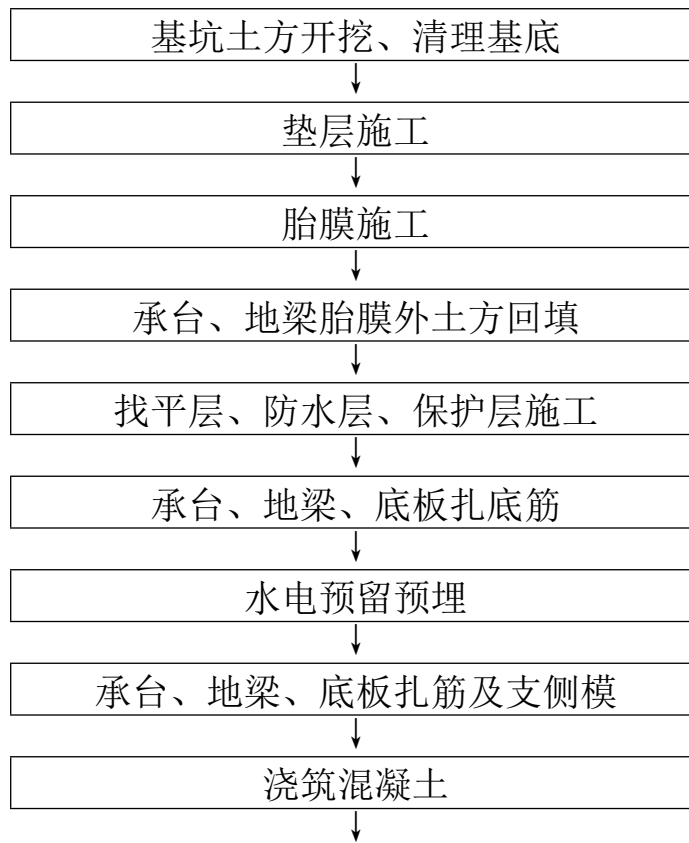 基坑土方开挖、清理基底
垫层施工
胎膜施工
承台、地梁胎膜外土方回填
找平层、防水层、保护层施工
承台、地梁、底板扎底筋
水电预留预埋
承台、地梁、底板扎筋及支侧模
浇筑混凝土